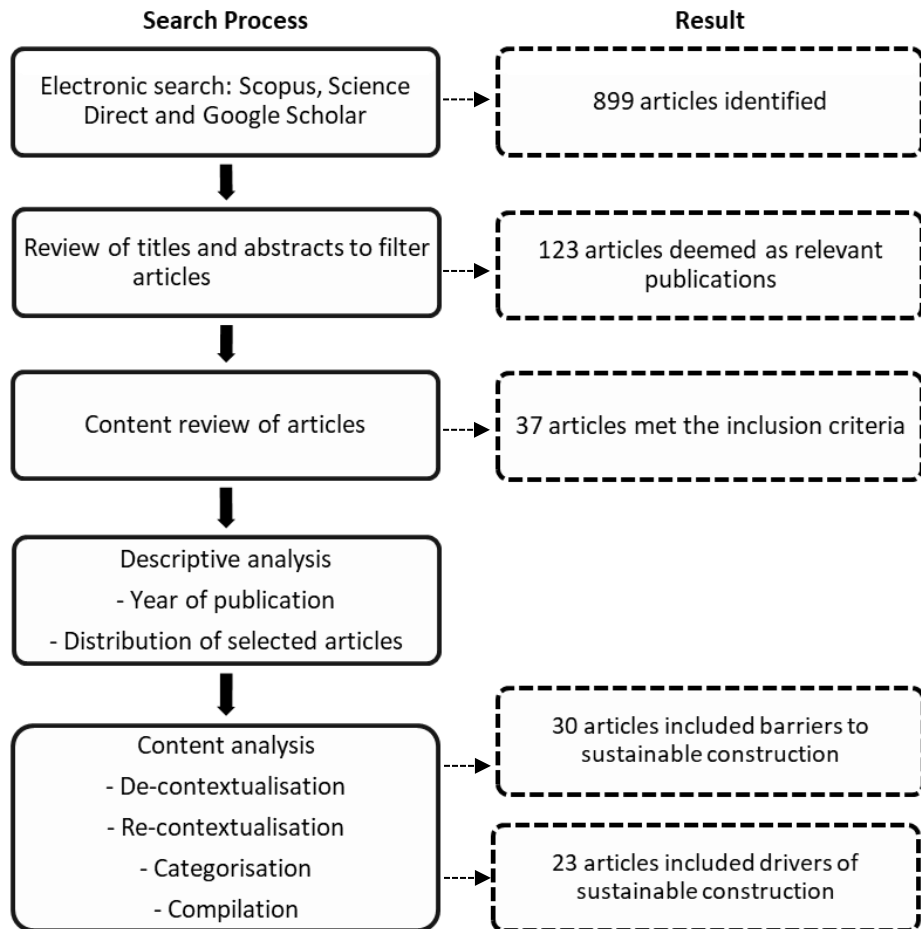 Search Process
Result
Electronic search: Scopus, Science
Direct and Google Scholar
899 articles identified
Review of titles and abstracts to filter
articles
123 articles deemed as relevant
publications
Content review of articles
37 articles met the inclusion criteria
Descriptive analysis
- Year of publication
- Distribution of selected articles
Content analysis
- De-contextualisation
- Re-contextualisation
- Categorisation
- Compilation
30 articles included barriers to
sustainable construction
23 articles included drivers of
sustainable construction